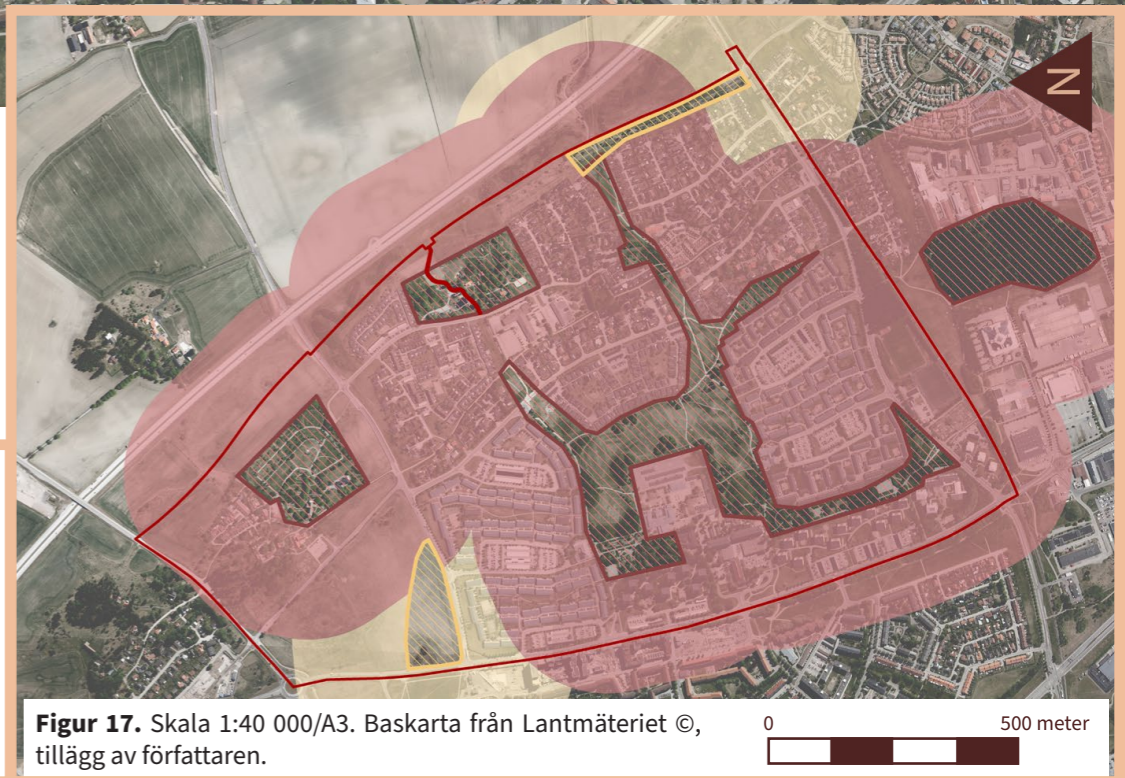 N
Figur 17. Skala 1:40 000/A3. Baskarta från Lantmäteriet ©,
tillägg av författaren.
0 500 meter